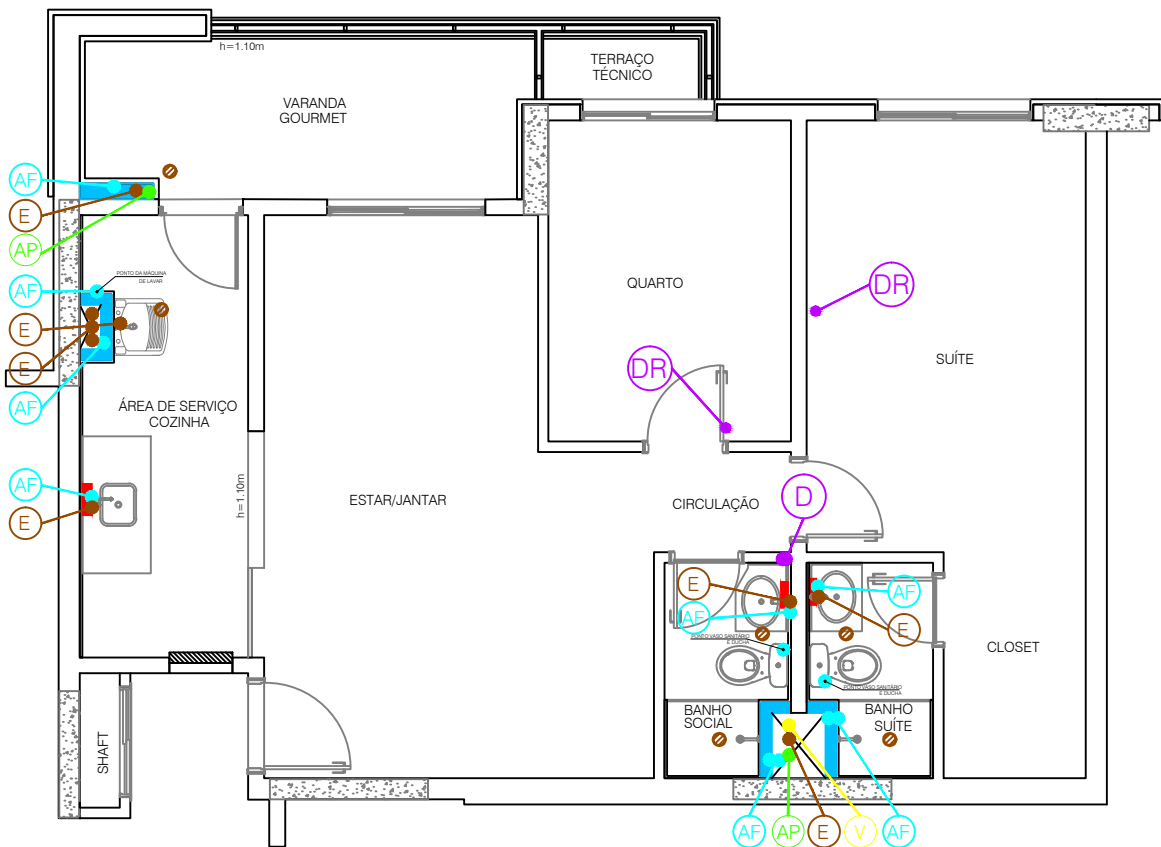 h=1.10m
TERRAÇO
TÉCNICO
VARANDA
GOURMET
AF
E
AP
PONTO DA MÁQUINA
DE LAVAR
AF
E
E
AF
QUARTO
DR
DR
SUÍTE
ÁREA DE SERVIÇO
COZINHA
AF
E
h=1.10m
ESTAR/JANTAR
CIRCULAÇÃO
D
E
AF
AF
E
PONTO VASO SANITÁRIO
E DUCHA
CLOSET
PONTO VASO SANITÁRIO
E DUCHA
BANHO
SOCIAL
BANHO
SUÍTE
SHAFT
AF
AP
E
V
AF